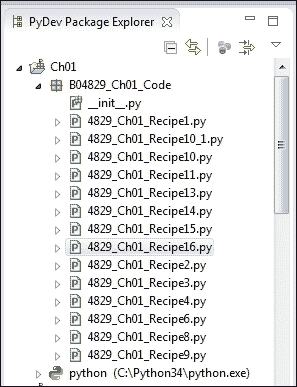 PyDev Package Explorer
Ch01
B04829_Ch01_Code
__init__.py
4829_Ch01_Recipe1.py
4829_Ch01_Recipe10_1.py
4829_Ch01_Recipe10.py
4829_Ch01_Recipe11.py
4829_Ch01_Recipe13.py
4829_Ch01_Recipe14.py
4829_Ch01_Recipe15.py
4829_Ch01_Recipe16.py
4829_Ch01_Recipe2.py
4829_Ch01_Recipe3.py
4829_Ch01_Recipe4.py
4829_Ch01_Recipe6.py
4829_Ch01_Recipe8.py
4829_Ch01_Recipe9.py
python (C:\Python34\python.exe)